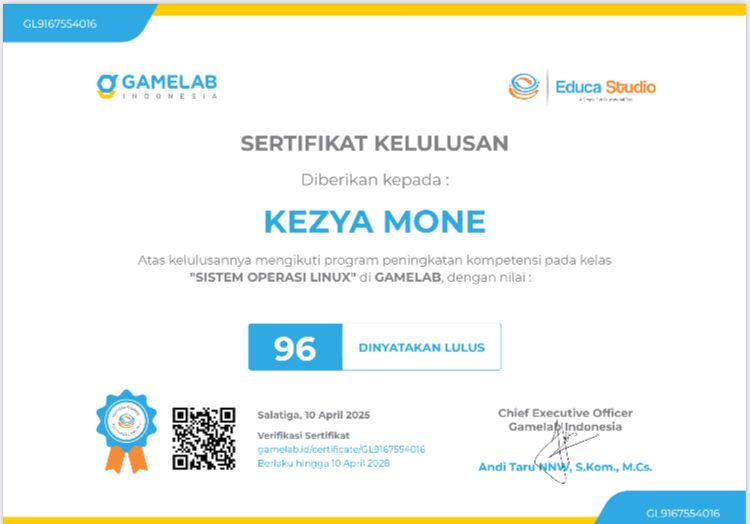 GL9167554016
GAMELAB
INDONESIA
Educa Studio
SERTIFIKAT KELULUSAN
Diberikan kepada :
KEZYA MONE
Atas kelulusannya mengikuti program peningkatan kompetensi pada kelas
"SISTEM OPERASI LINUX" di GAMELAB, dengan nilai :
96 DINYATAKAN LULUS
Salatiga, 10 April 2025
Verifikasi Sertifikat
gamelab.id/certificate/GL9167554016
Berlaku hingga 10 April 2028
Chief Executive Officer
Gamelab Indonesia
Andi Taru NNW, S.Kom., M.Cs.
GL9167554016